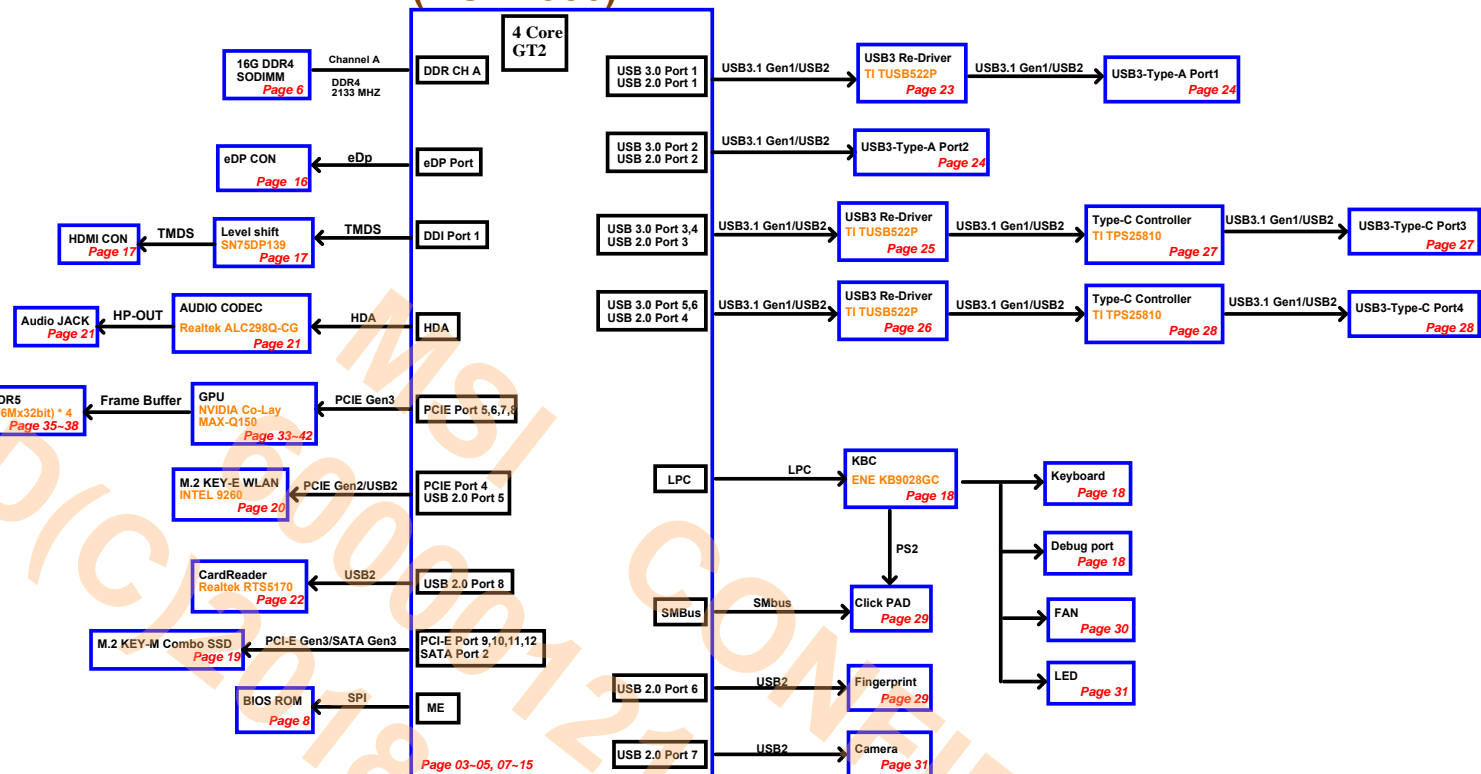 4 Core
GT2
16G DDR4
SODIMM
Page 6
Channel A
DDR4
2133 MHZ
DDR CH A
eDP CON
Page 16
eDp
eDP Port
HDMI CON
Page 17
TMDS
Level shift
SN75DP139
Page 17
TMDS
DDI Port 1
Audio JACK
Page 21
HP-OUT
AUDIO CODEC
Realtek ALC298Q-CG
Page 21
HDA
HDA
Page 35~38
Frame Buffer
GPU
NVIDIA Co-Lay
MAX-Q150
Page 33~42
PCIE Gen3
PCIE Port 5,6,7,8
M.2 KEY-E WLAN
INTEL 9260
Page 20
PCIE Gen2/USB2
PCIE Port 4
USB 2.0 Port 5
CardReader
Realtek RTS5170
Page 22
USB2
USB 2.0 Port 8
M.2 KEY-M Combo SSD
Page 19
PCI-E Gen3/SATA Gen3
PCI-E Port 9,10,11,12
SATA Port 2
BIOS ROM
Page 8
SPI
ME
Page 03~05, 07~15
USB 3.0 Port 1
USB 2.0 Port 1
USB3.1 Gen1/USB2
USB3 Re-Driver
TI TUSB522P
Page 23
USB3.1 Gen1/USB2
USB3-Type-A Port1
Page 24
USB 3.0 Port 2
USB 2.0 Port 2
USB3.1 Gen1/USB2
USB3-Type-A Port2
Page 24
USB 3.0 Port 3,4
USB 2.0 Port 3
USB3.1 Gen1/USB2
USB3 Re-Driver
TI TUSB522P
Page 25
USB3.1 Gen1/USB2
Type-C Controller
TI TPS25810
Page 27
USB3.1 Gen1/USB2
USB3-Type-C Port3
Page 27
USB 3.0 Port 5,6
USB 2.0 Port 4
USB3.1 Gen1/USB2
USB3 Re-Driver
TI TUSB522P
Page 26
USB3.1 Gen1/USB2
Type-C Controller
TI TPS25810
Page 28
USB3.1 Gen1/USB2
USB3-Type-C Port4
Page 28
LPC
LPC
KBC
ENE KB9028GC
Page 18
Keyboard
Page 18
PS2
Debug port
Page 18
SMBus
SMbus
Click PAD
Page 29
FAN
Page 30
LED
Page 31
USB 2.0 Port 6
USB2
Fingerprint
Page 29
USB 2.0 Port 7
USB2
Camera
Page 31
MSI